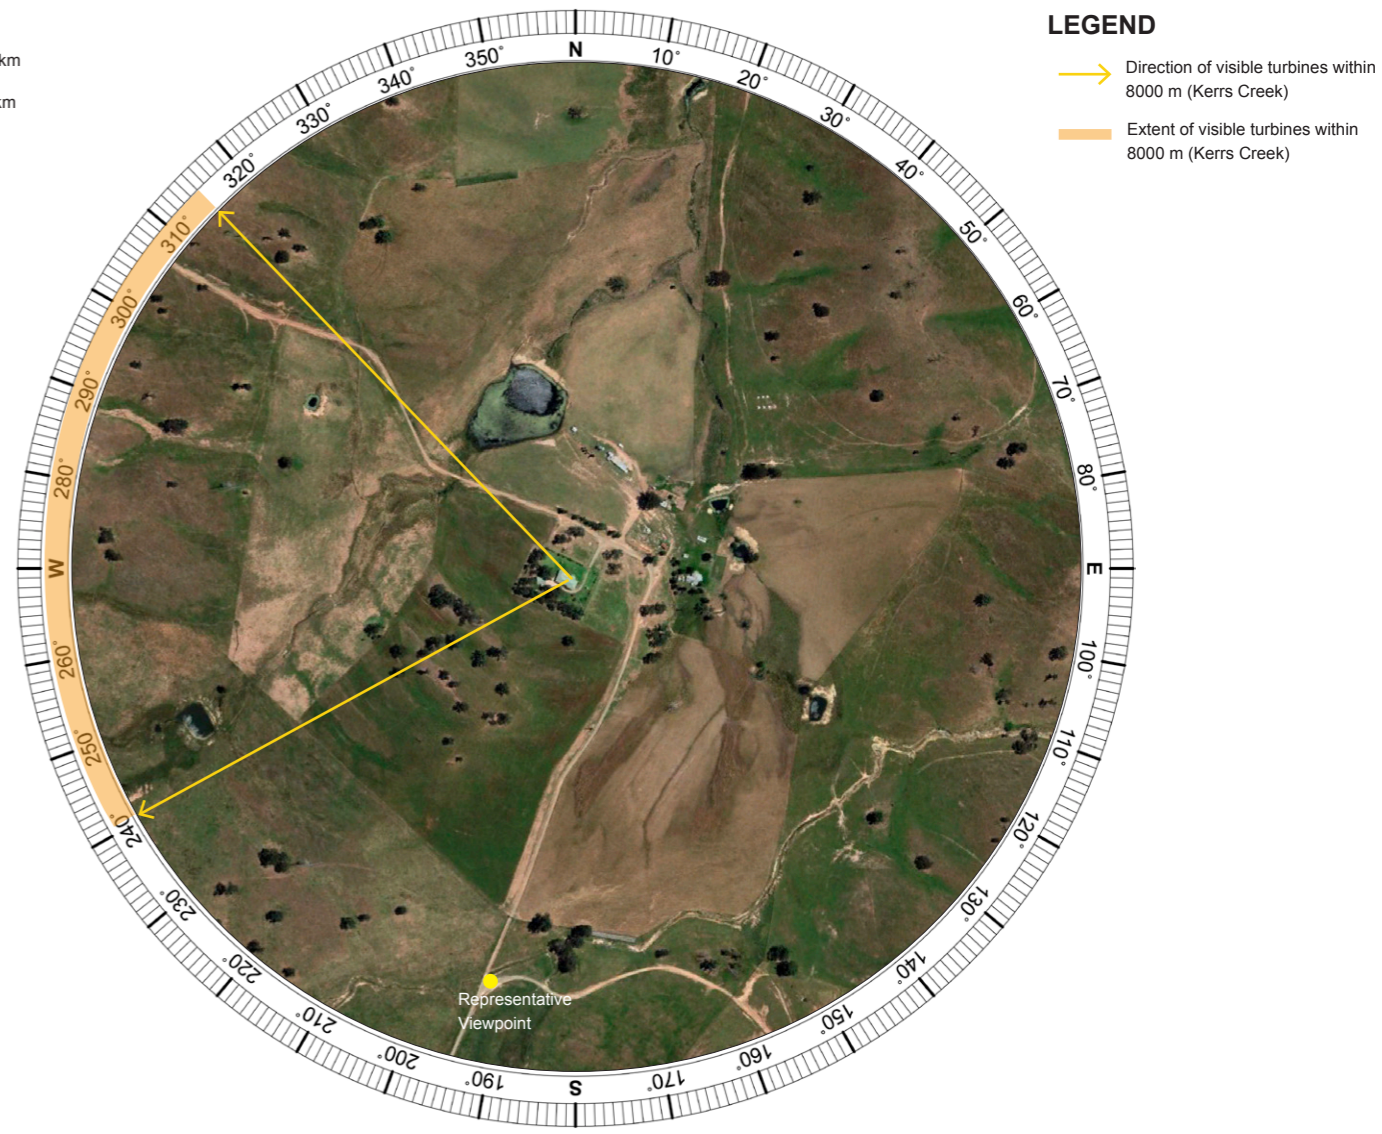 km
km
LEGEND
Direction of visible turbines within
8000 m (Kerrs Creek)
Extent of visible turbines within
8000 m (Kerrs Creek)
N
10°
20°
30°
40°
50°
60°
70°
80°
E
100°
110°
120°
130°
140°
150°
160°
170°
S
190°
200°
210°
220°
230°
240°
250°
260°
W
280°
290°
300°
310°
320°
330°
340°
350°
Representative
Viewpoint